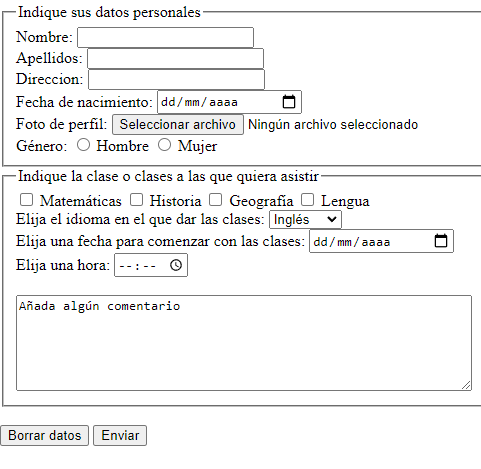 Indique sus datos personales
Nombre:
Apellidos:
Direccion:
Fecha de nacimiento: dd/mm/aaaa
Foto de perfil: Seleccionar archivo Ningún archivo seleccionado
Género: Hombre Mujer
Indique la clase o clases a las que quiera asistir
Matemáticas Historia Geografía Lengua
Elija el idioma en el que dar las clases: Inglés
Elija una fecha para comenzar con las clases: dd/mm/aaaa
Elija una hora: --:--
Añada algún comentario
Borrar datos Enviar